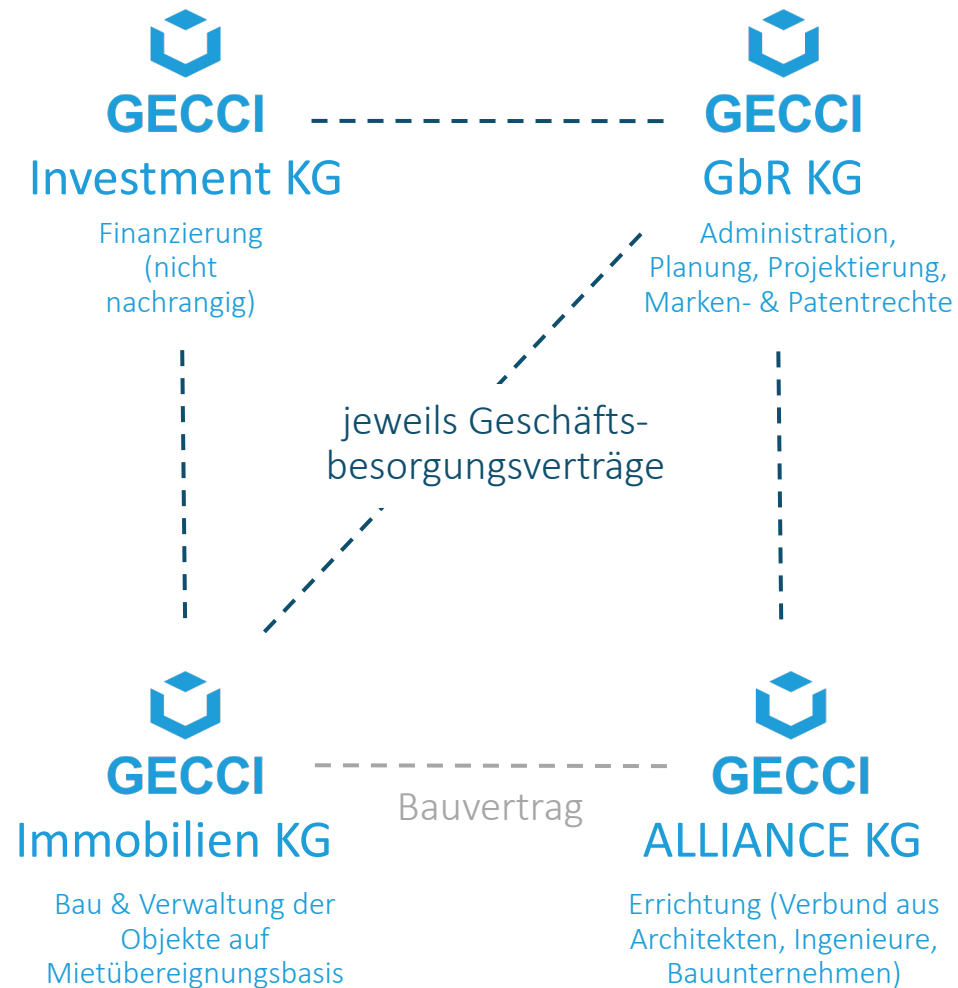 GECCI
Investment KG
Finanzierung
(nicht
nachrangig)
GECCI
GbR KG
Administration,
Planung, Projektierung,
Marken- & Patentrechte
jeweils Geschäfts-
besorgungsverträge
GECCI
Immobilien KG
Bau & Verwaltung der
Objekte auf
Mietübereignungsbasis
Bauvertrag
GECCI
ALLIANCE KG
Errichtung (Verbund aus
Architekten, Ingenieure,
Bauunternehmen)